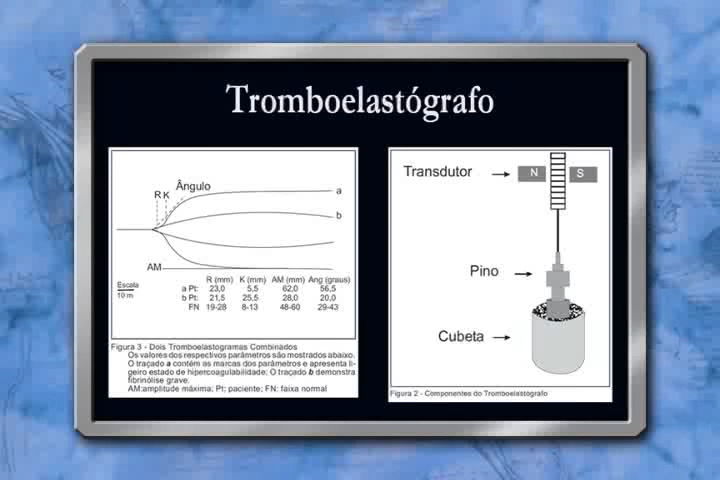 Tromboelastógrafo
R K
Ângulo
a
b
AM
Escala
10 m
R (mm) K (mm) AM (mm) Ang (graus)
a Pt: 23,0 5,5 62,0 56,5
b Pt: 21,5 25,5 28,0 20,0
FN 19-28 8-13 48-60 29-43
Figura 3 - Dois Tromboelastogramas Combinados
Os valores dos respectivos parâmetros são mostrados abaixo.
O traçado a contém as marcas dos parâmetros e apresenta li-
geiro estado de hipercoagulabilidade; O traçado b demonstra
fibrinólise grave.
AM:amplitude máxima; Pt; paciente; FN: faixa normal
Transdutor
N
S
Pino
Cubeta
Figura 2 - Componentes do Tromboelastógrafo